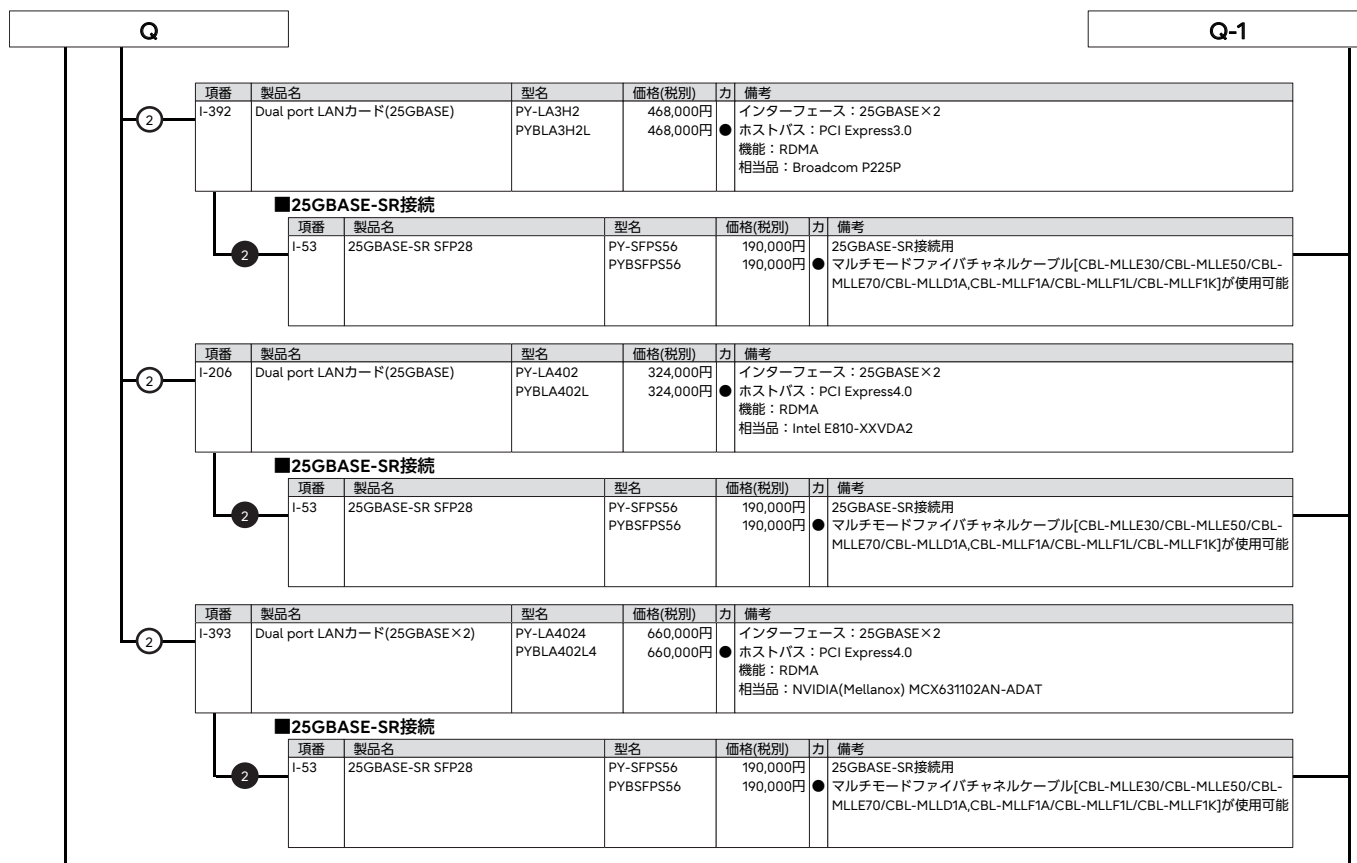 Q
Q-1
項番 製品名 型名 価格(税別) カ 備考
2 I-392 Dual port LANカード(25GBASE) PY-LA3H2 468,000円 インターフェース：25GBASE×2
PYBLA3H2L 468,000円 ● ホストバス：PCI Express3.0
機能：RDMA
相当品：Broadcom P225P
■25GBASE-SR接続
項番 製品名 型名 価格(税別) カ 備考
2 I-53 25GBASE-SR SFP28 PY-SFPS56 190,000円 25GBASE-SR接続用
PYBSFPS56 190,000円 ● マルチモードファイバチャネルケーブル[CBL-MLLE30/CBL-MLLE50/CBL-
MLLE70/CBL-MLLD1A,CBL-MLLF1A/CBL-MLLF1L/CBL-MLLF1K]が使用可能
項番 製品名 型名 価格(税別) カ 備考
2 I-206 Dual port LANカード(25GBASE) PY-LA402 324,000円 インターフェース：25GBASE×2
PYBLA402L 324,000円 ● ホストバス：PCI Express4.0
機能：RDMA
相当品：Intel E810-XXVDA2
■25GBASE-SR接続
項番 製品名 型名 価格(税別) カ 備考
2 I-53 25GBASE-SR SFP28 PY-SFPS56 190,000円 25GBASE-SR接続用
PYBSFPS56 190,000円 ● マルチモードファイバチャネルケーブル[CBL-MLLE30/CBL-MLLE50/CBL-
MLLE70/CBL-MLLD1A,CBL-MLLF1A/CBL-MLLF1L/CBL-MLLF1K]が使用可能
項番 製品名 型名 価格(税別) カ 備考
2 I-393 Dual port LANカード(25GBASE×2) PY-LA4024 660,000円 インターフェース：25GBASE×2
PYBLA402L4 660,000円 ● ホストバス：PCI Express4.0
機能：RDMA
相当品：NVIDIA(Mellanox) MCX631102AN-ADAT
■25GBASE-SR接続
項番 製品名 型名 価格(税別) カ 備考
2 I-53 25GBASE-SR SFP28 PY-SFPS56 190,000円 25GBASE-SR接続用
PYBSFPS56 190,000円 ● マルチモードファイバチャネルケーブル[CBL-MLLE30/CBL-MLLE50/CBL-
MLLE70/CBL-MLLD1A,CBL-MLLF1A/CBL-MLLF1L/CBL-MLLF1K]が使用可能